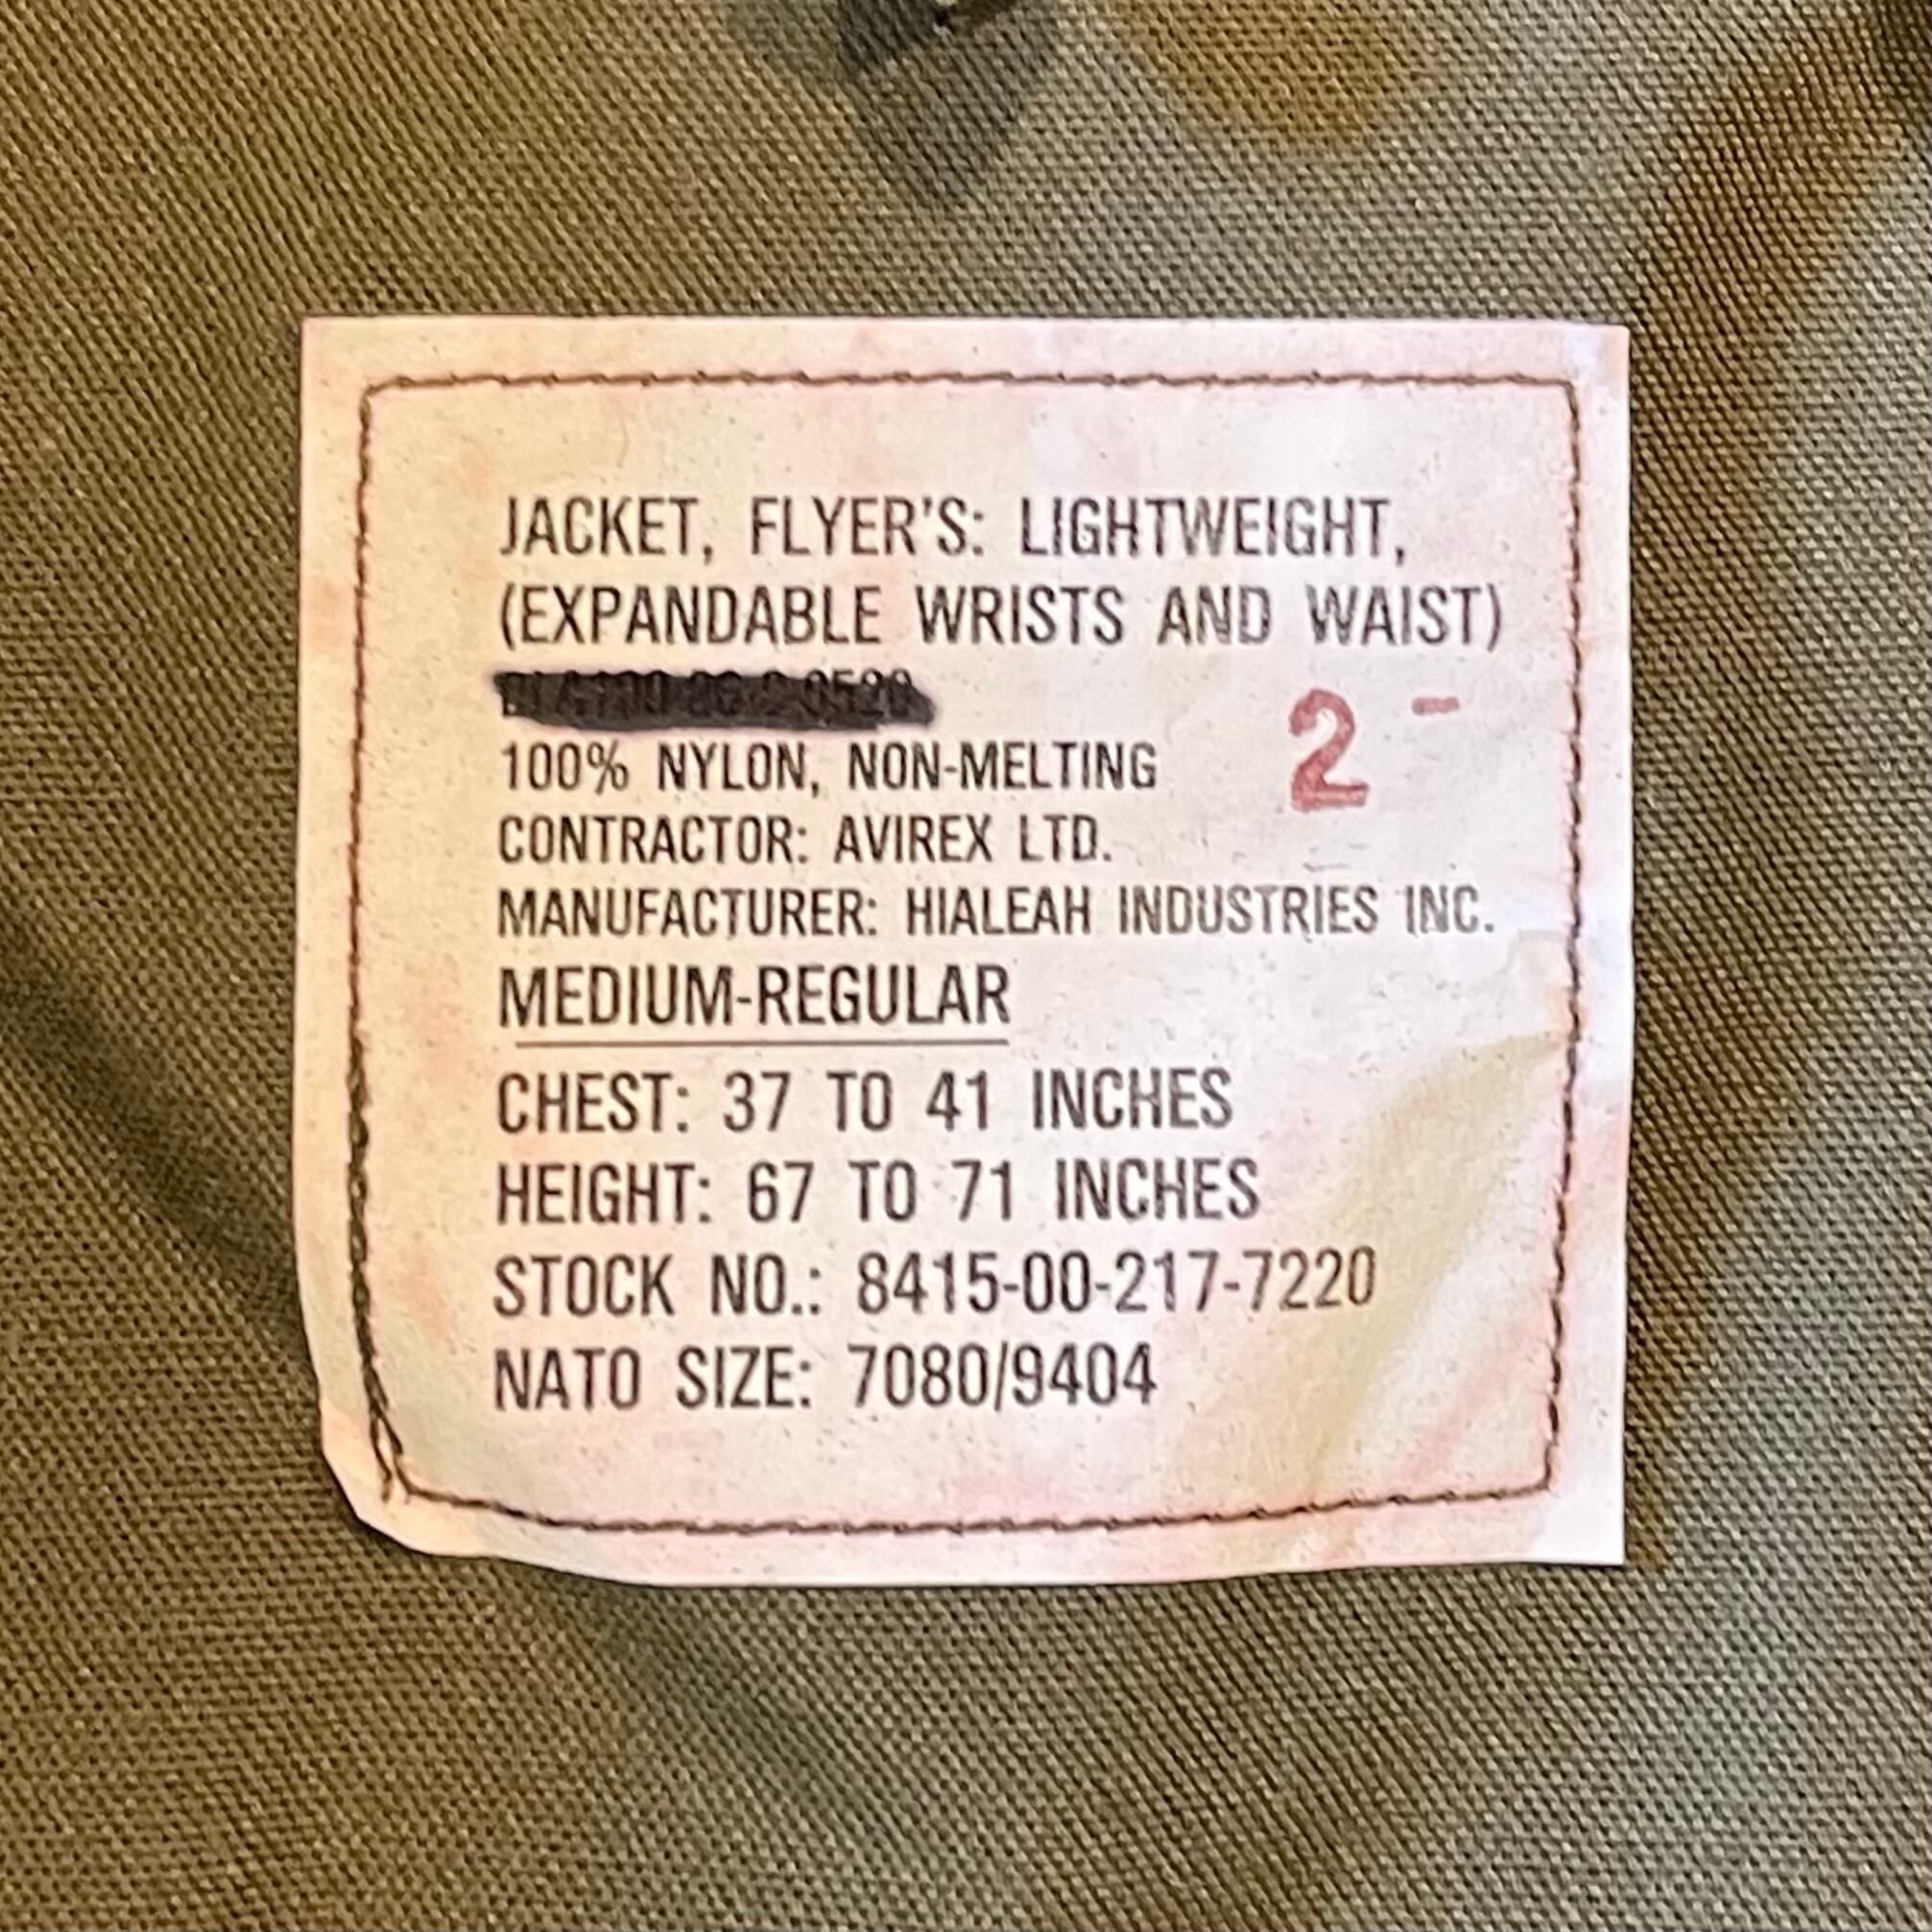 JACKET, FLYER'S: LIGHTWEIGHT,
(EXPANDABLE WRISTS AND WAIST)
2 -
100% NYLON, NON-MELTING
CONTRACTOR: AVIREX LTD.
MANUFACTURER: HIALEAH INDUSTRIES INC.
MEDIUM-REGULAR
CHEST: 37 TO 41 INCHES
HEIGHT: 67 TO 71 INCHES
STOCK NO.: 8415-00-217-7220
NATO SIZE: 7080/9404